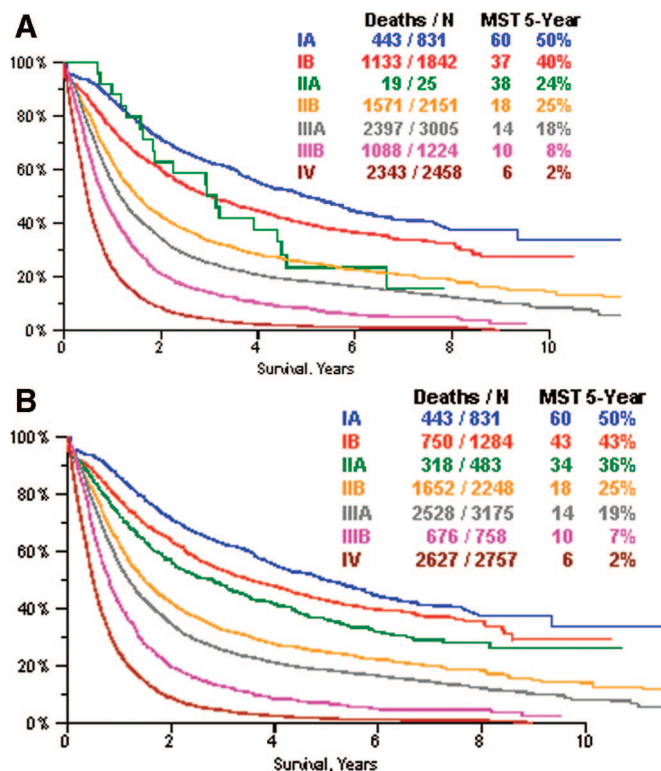 A
Deaths / N MST 5-Year
IA 443 / 831 60 50%
IB 1133 / 1842 37 40%
IIA 19 / 25 38 24%
IIB 1571 / 2151 18 25%
IIIA 2397 / 3005 14 18%
IIIB 1088 / 1224 10 8%
IV 2343 / 2458 6 2%
100%
80%
60%
40%
20%
0%
0 2 4 6 8 10
Survival, Years
B
Deaths / N MST 5-Year
IA 443 / 831 60 50%
IB 750 / 1284 43 43%
IIA 318 / 483 34 36%
IIB 1652 / 2248 18 25%
IIIA 2528 / 3175 14 19%
IIIB 676 / 758 10 7%
IV 2627 / 2757 6 2%
100%
80%
60%
40%
20%
0%
0 2 4 6 8 10
Survival, Years